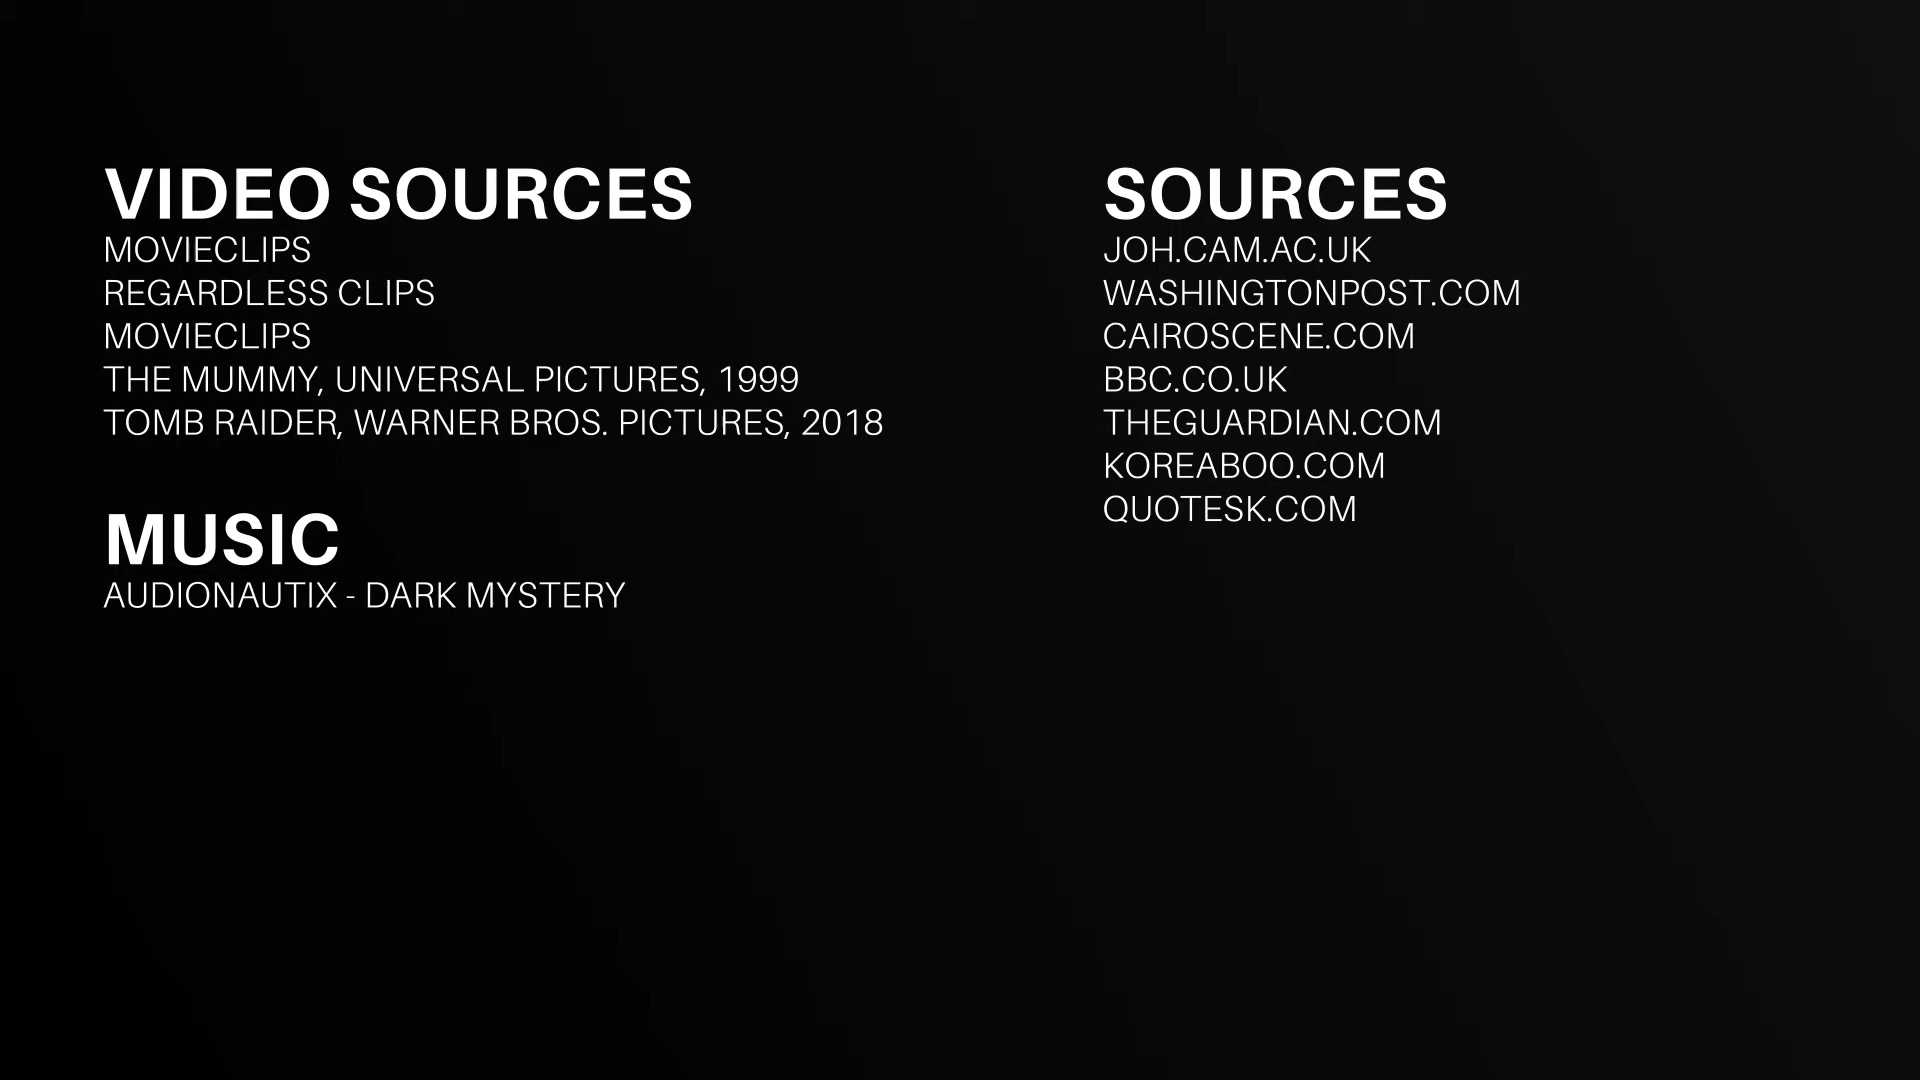 VIDEO SOURCES
MOVIECLIPS
REGARDLESS CLIPS
MOVIECLIPS
THE MUMMY, UNIVERSAL PICTURES, 1999
TOMB RAIDER, WARNER BROS. PICTURES, 2018
MUSIC
AUDIONAUTIX - DARK MYSTERY
SOURCES
JOH.CAM.AC.UK
WASHINGTONPOST.COM
CAIROSCENE.COM
BBC.CO.UK
THEGUARDIAN.COM
KOREABOO.COM
QUOTESK.COM